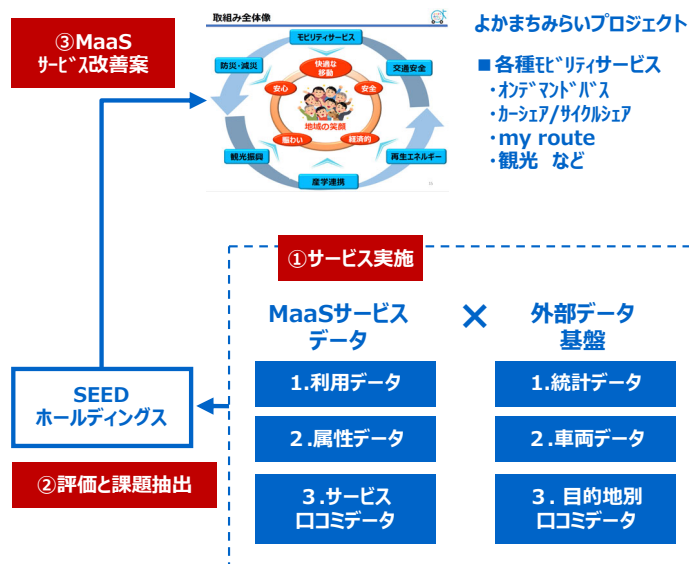 ③MaaS
ｻｰﾋﾞｽ改善案
取組み全体像
モビリティサービス
防災・減災
快適な
移動
交通安全
安心
安全
地域の笑顔
賑わい
経済的
観光振興
再生エネルギー
産学連携
よかまちみらいプロジェクト
■各種ﾓﾋﾞﾘﾃｨサービス
・ｵﾝﾃﾞﾏﾝﾄﾞﾊﾞｽ
・ｶｰｼｪｱ/ｻｲｸﾙｼｪｱ
・my route
・観光 など
①サービス実施
MaaSサービス
データ
×
外部データ
基盤
1.利用データ
1.統計データ
2.属性データ
2.車両データ
3.サービス
口コミデータ
3. 目的地別
口コミデータ
SEED
ホールディングス
②評価と課題抽出